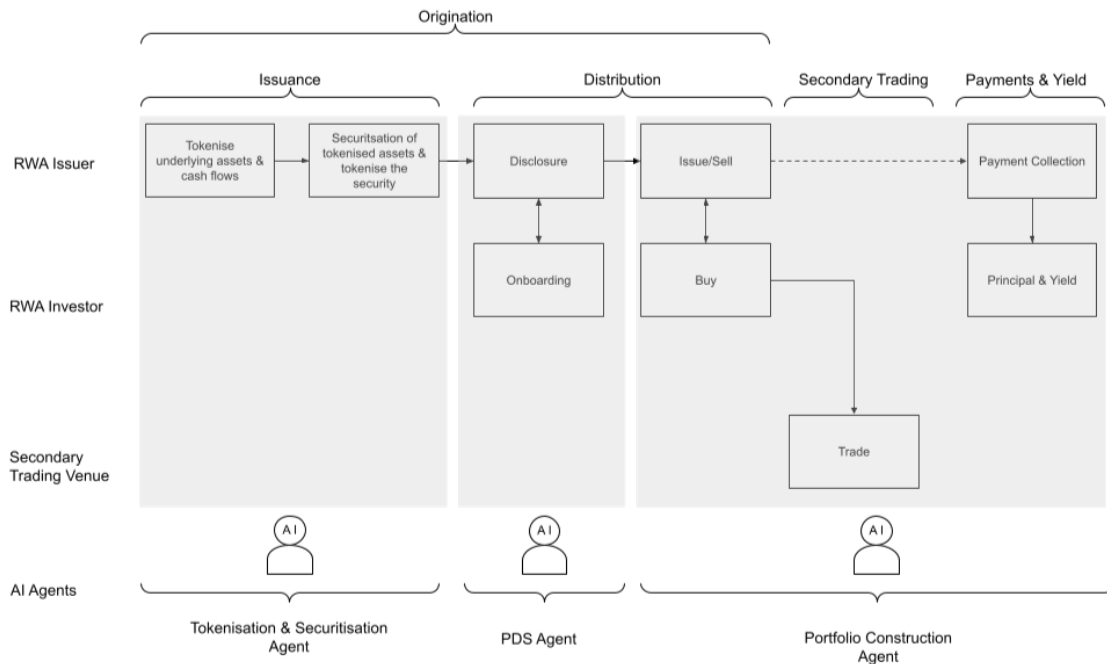 Origination
Issuance
Distribution
Secondary Trading
Payments & Yield
RWA Issuer
Tokenise
underlying assets &
cash flows
Securitsation of
tokenised assets &
tokenise the
security
Disclosure
Issue/Sell
Payment Collection
RWA Investor
Onboarding
Buy
Principal & Yield
Secondary
Trading Venue
Trade
AI
AI
AI
AI Agents
Tokenisation & Securitisation
Agent
PDS Agent
Portfolio Construction
Agent